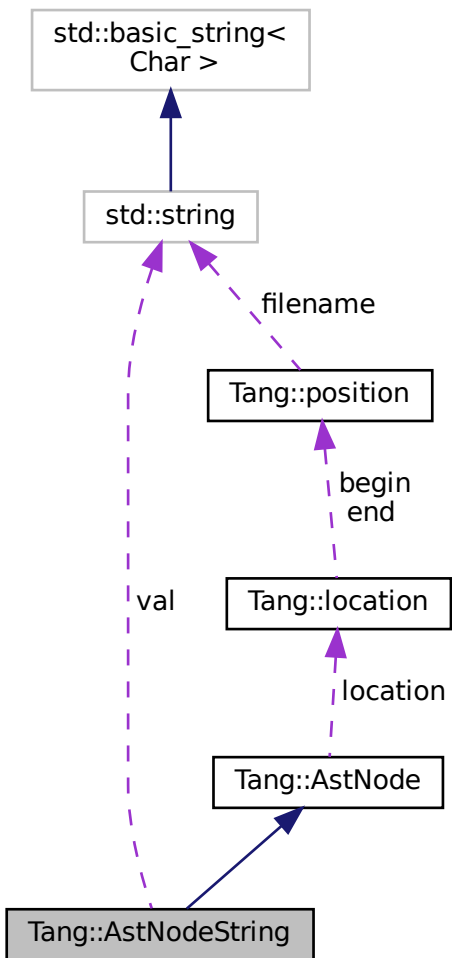 std::basic_string<
Char >
std::string
filename
Tang::position
begin
end
Tang::location
val
location
Tang::AstNode
Tang::AstNodeString